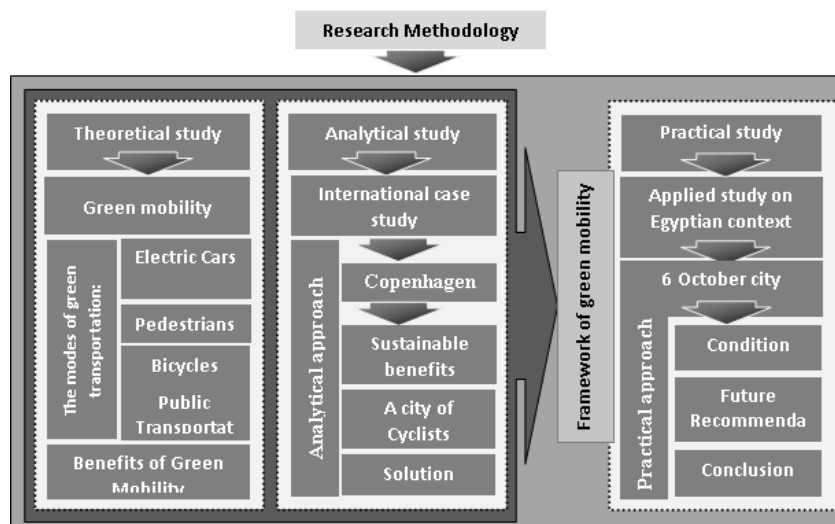 Research Methodology
Theoretical study
Green mobility
The modes of green
transportation:
Electric Cars
Pedestrians
Bicycles
Public
Transportat
Benefits of Green
Mobility
Analytical study
International case
study
Analytical approach
Copenhagen
Sustainable
benefits
A city of
Cyclists
Solution
Framework of green mobility
Practical study
Applied study on
Egyptian context
6 October city
Practical approach
Condition
Future
Recommenda
Conclusion